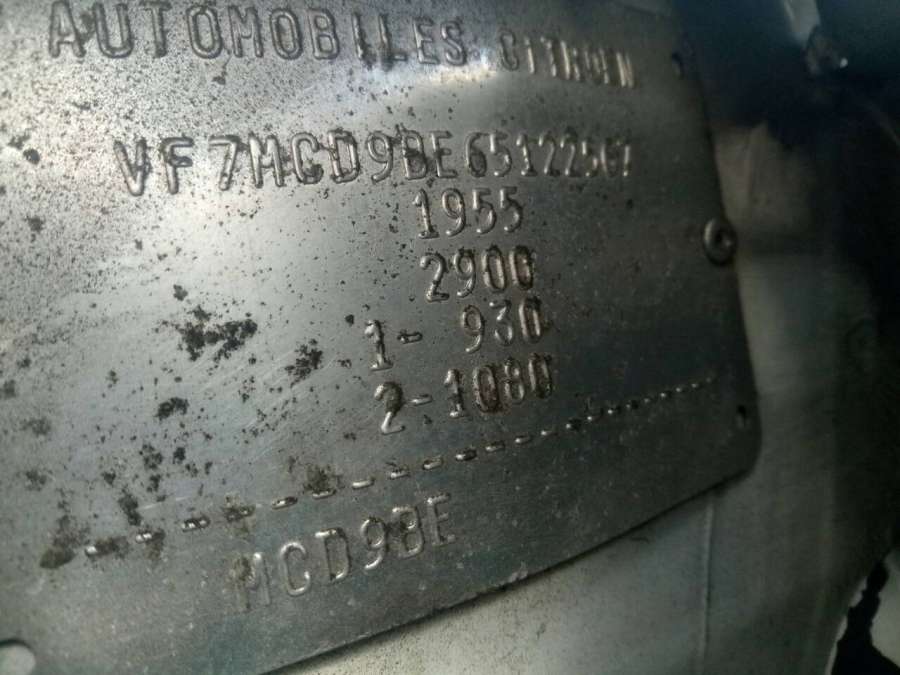 AUTOMOBILES CITROEN
VF7MCD9BE65122567
1955
2900
1- 930
2-1080
MCD9BE